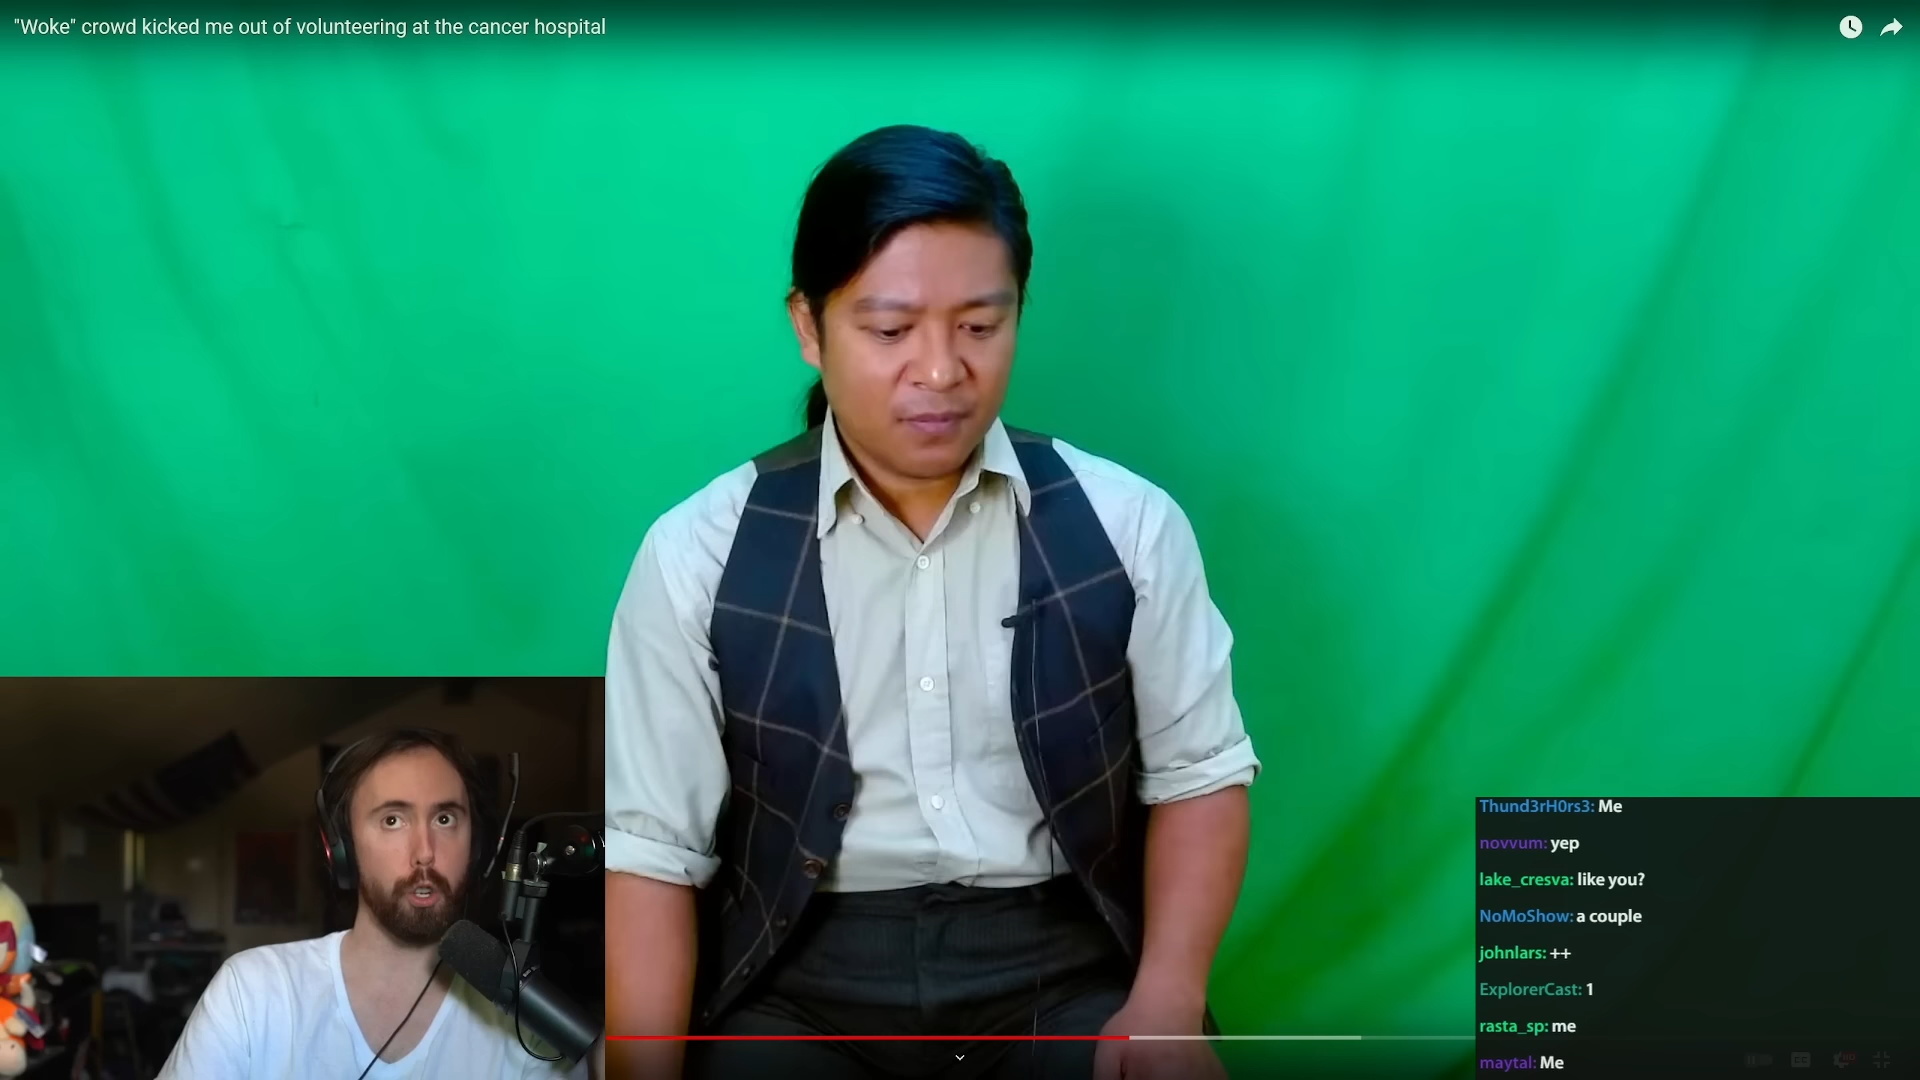 "Woke" crowd kicked me out of volunteering at the cancer hospital
Thund3rH0rs3: Me
novvum: yep
lake_cresva: like you?
NoMoShow: a couple
johnlars: ++
ExplorerCast: 1
rasta_sp: me
maytal: Me